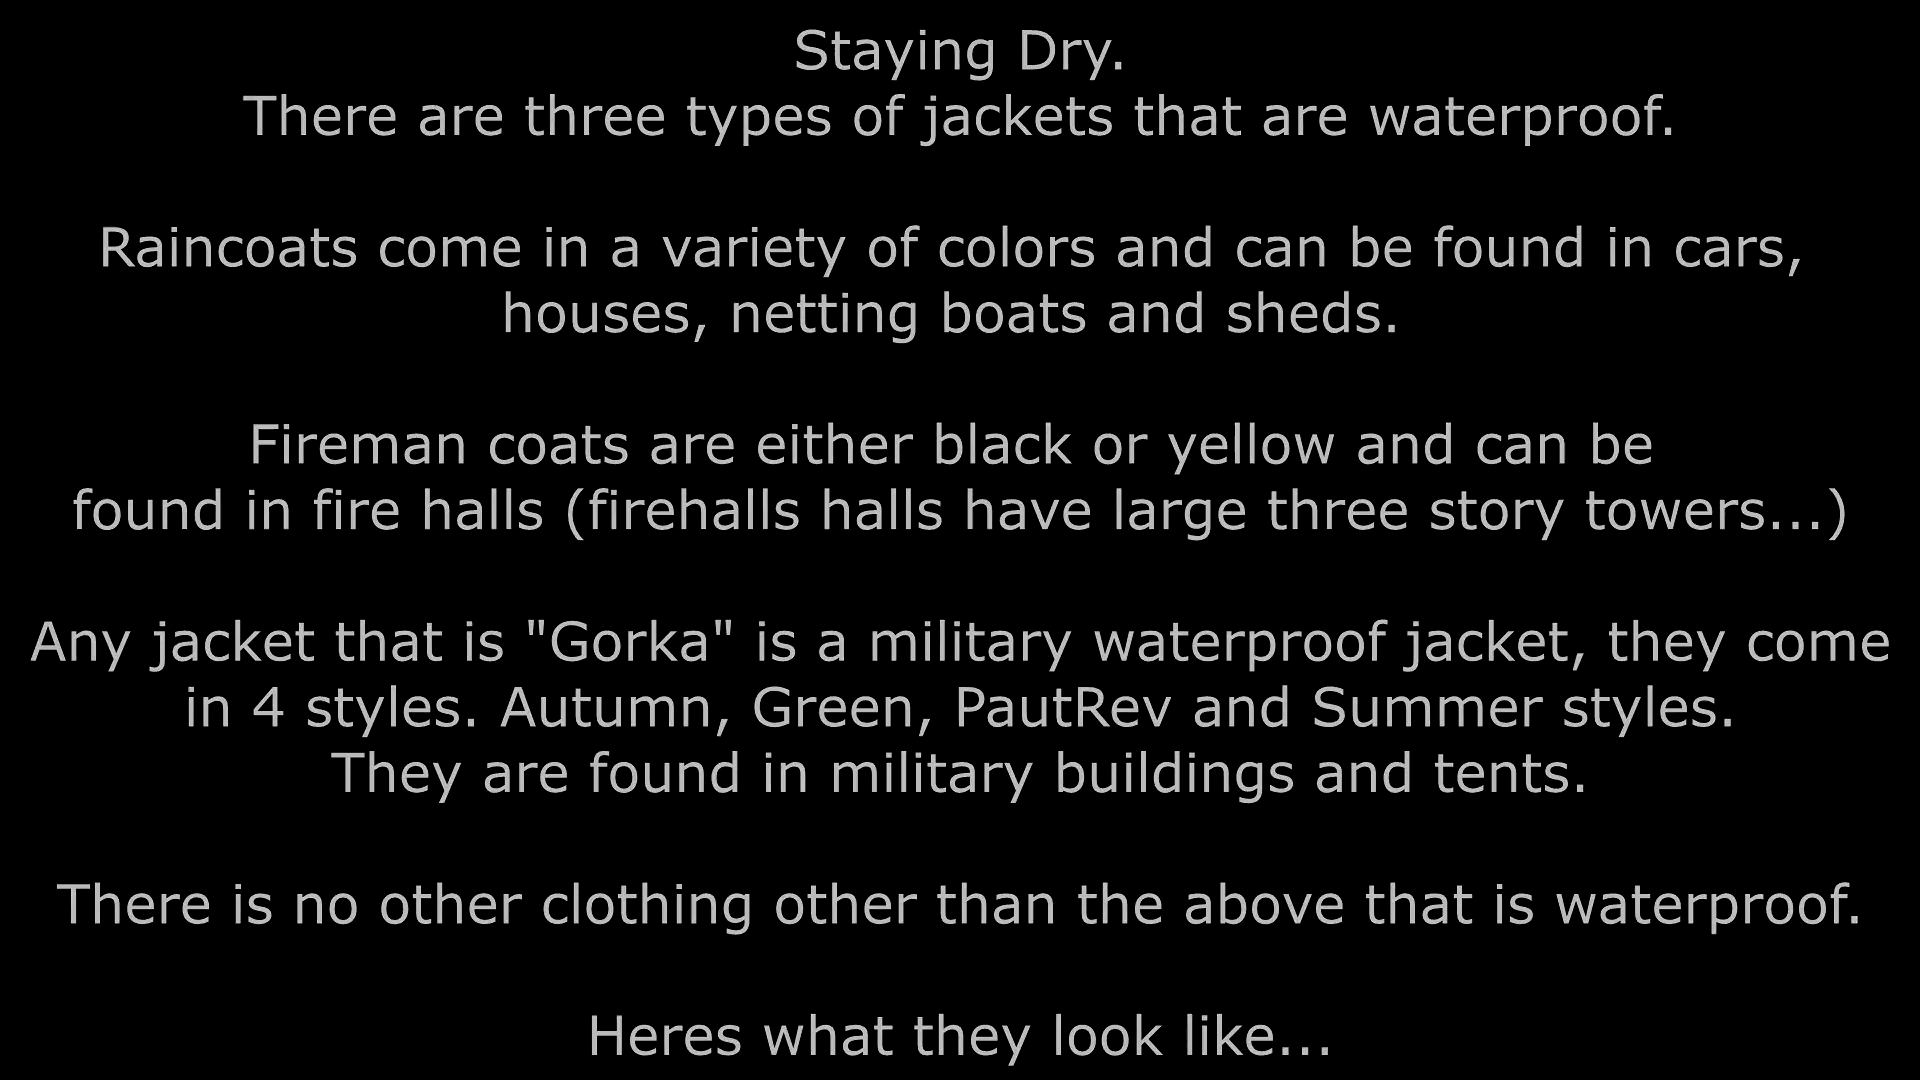 Staying Dry.
There are three types of jackets that are waterproof.
Raincoats come in a variety of colors and can be found in cars,
houses, netting boats and sheds.
Fireman coats are either black or yellow and can be
found in fire halls (firehalls halls have large three story towers...)
Any jacket that is "Gorka" is a military waterproof jacket, they come
in 4 styles. Autumn, Green, PautRev and Summer styles.
They are found in military buildings and tents.
There is no other clothing other than the above that is waterproof.
Heres what they look like...